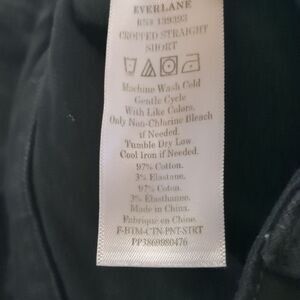 EVERLANE
RN# 139393
CROPPED STRAIGHT
SHORT
Machine Wash Cold
Gentle Cycle
With Like Colors.
Only Non-Chlorine Bleach
if Needed.
Tumble Dry Low
Cool Iron if Needed.
97% Cotton.
3% Elastane.
97% Coton.
3% Elasthanne.
Made in China.
Fabrique en Chine.
F-BTM-CTN-PNT-STRT
PP3869980476